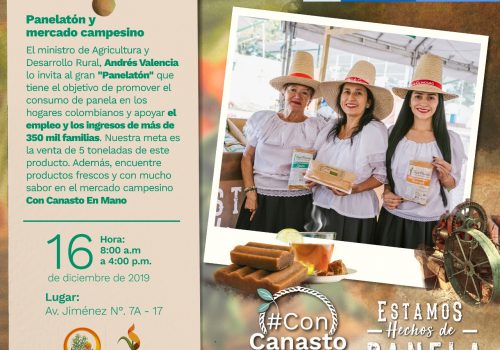 Panelatón y
mercado campesino
El ministro de Agricultura y
Desarrollo Rural, Andrés Valencia
lo invita al gran "Panelatón" que
tiene el objetivo de promover el
consumo de panela en los
hogares colombianos y apoyar el
empleo y los ingresos de más de
350 mil familias. Nuestra meta es
la venta de 5 toneladas de este
producto. Además, encuentre
productos frescos y con mucho
sabor en el mercado campesino
Con Canasto En Mano
16
Hora:
8:00 a.m
a 4:00 p.m.
de diciembre de 2019
Lugar:
Av. Jiménez Nº. 7A - 17
#Con
Canasto
ESTAMOS
Hechos de
PANELA